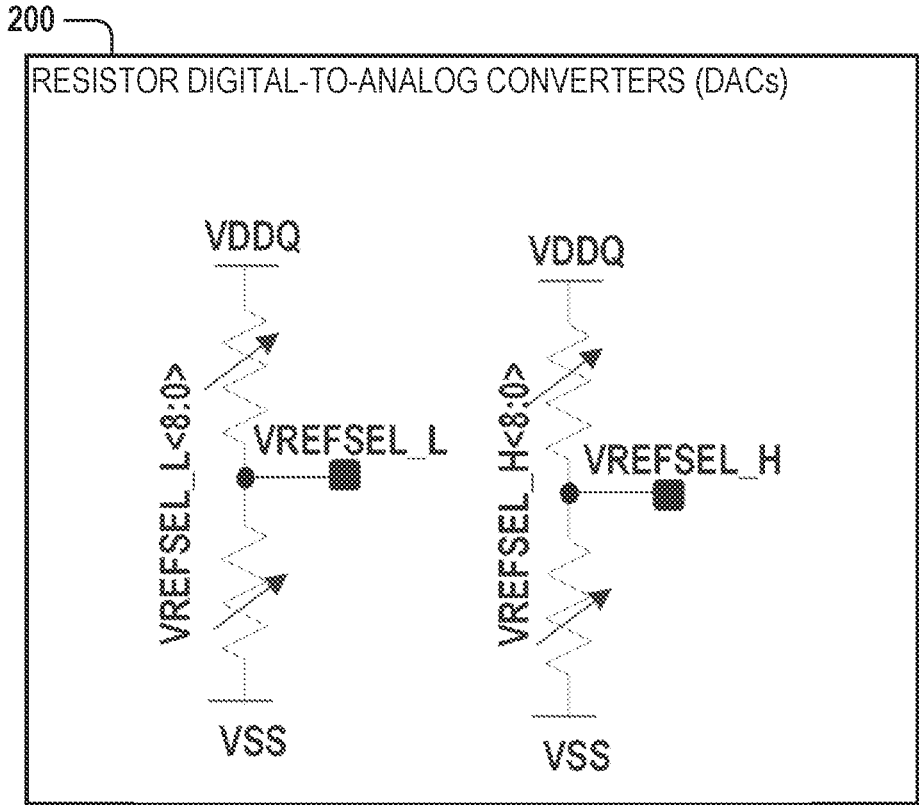 200
RESISTOR DIGITAL-TO-ANALOG CONVERTERS (DACs)
VDDQ
VREFSEL_L<8:0>
VREFSEL_L
VSS
VDDQ
VREFSEL_H<8:0>
VREFSEL_H
VSS